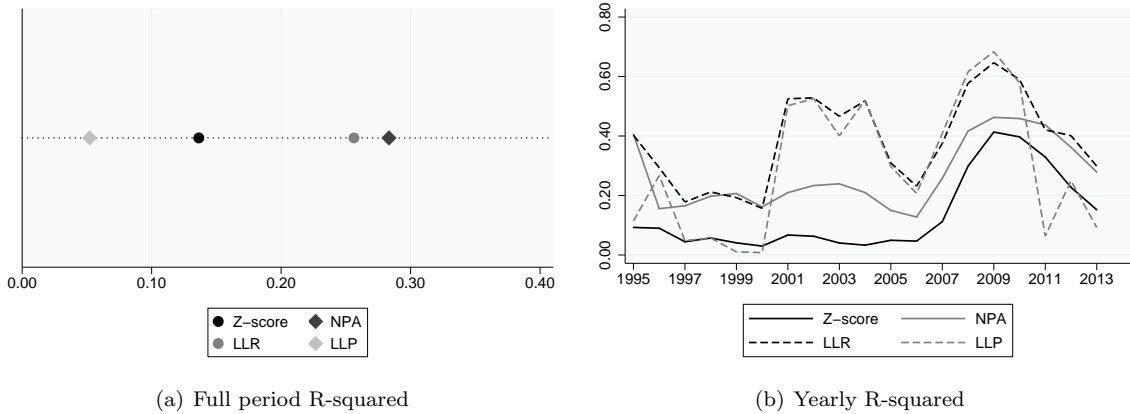 0.00 0.10 0.20 0.30 0.40
Z−score NPA
LLR LLP
(a) Full period R-squared
0.80
0.60
0.40
0.20
0.00
1995 1997 1999 2001 2003 2005 2007 2009 2011 2013
Z−score NPA
LLR LLP
(b) Yearly R-squared